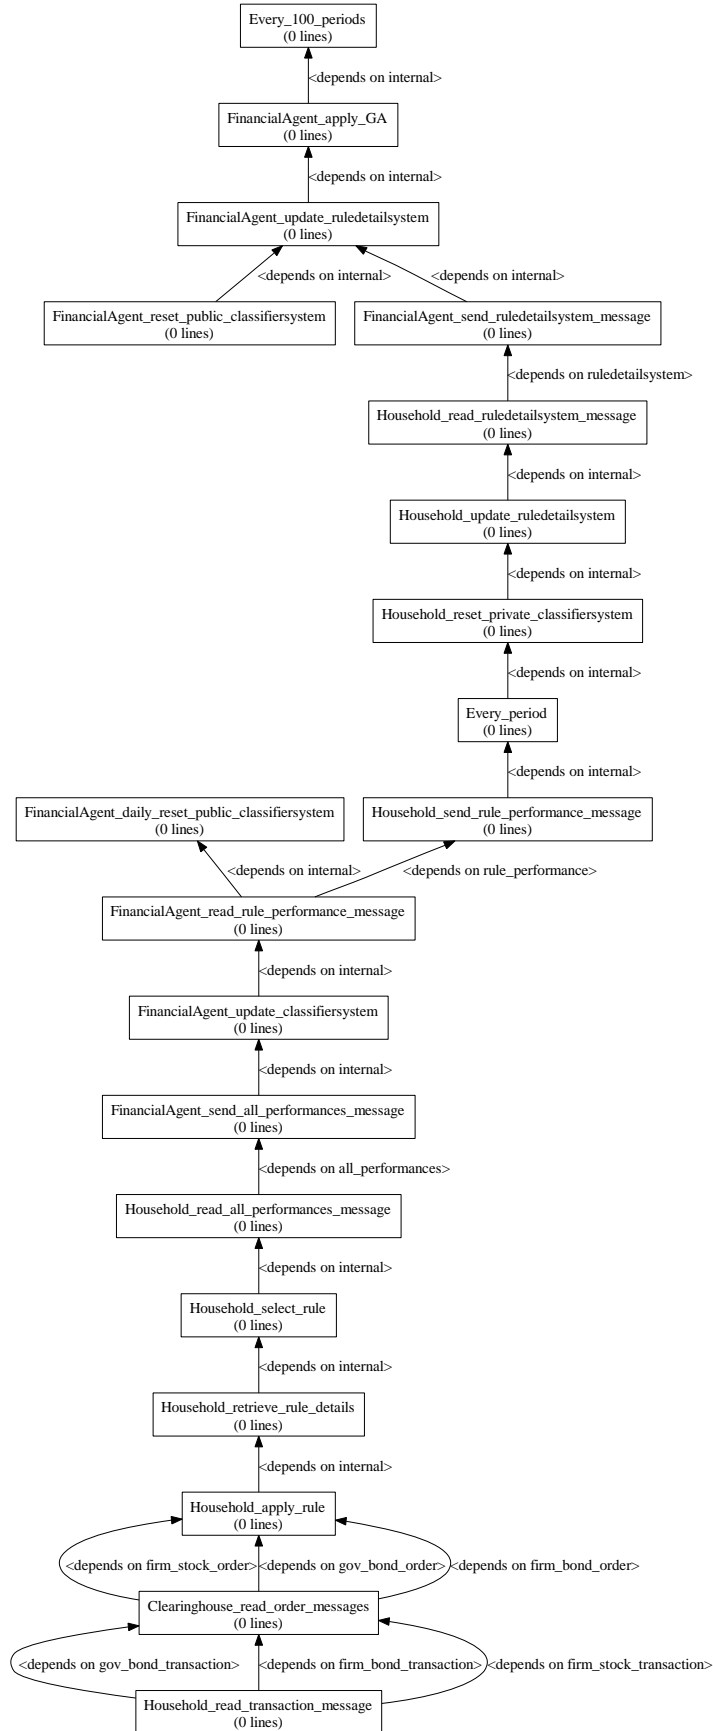 Every_100_periods
(0 lines)
<depends on internal>
FinancialAgent_apply_GA
(0 lines)
<depends on internal>
FinancialAgent_update_ruledetailsystem
(0 lines)
<depends on internal>
<depends on internal>
FinancialAgent_reset_public_classifiersystem
(0 lines)
FinancialAgent_send_ruledetailsystem_message
(0 lines)
<depends on ruledetailsystem>
Household_read_ruledetailsystem_message
(0 lines)
<depends on internal>
Household_update_ruledetailsystem
(0 lines)
<depends on internal>
Household_reset_private_classifiersystem
(0 lines)
<depends on internal>
Every_period
(0 lines)
<depends on internal>
FinancialAgent_daily_reset_public_classifiersystem
(0 lines)
Household_send_rule_performance_message
(0 lines)
<depends on internal>
<depends on rule_performance>
FinancialAgent_read_rule_performance_message
(0 lines)
<depends on internal>
FinancialAgent_update_classifiersystem
(0 lines)
<depends on internal>
FinancialAgent_send_all_performances_message
(0 lines)
<depends on all_performances>
Household_read_all_performances_message
(0 lines)
<depends on internal>
Household_select_rule
(0 lines)
<depends on internal>
Household_retrieve_rule_details
(0 lines)
<depends on internal>
Household_apply_rule
(0 lines)
<depends on firm_stock_order>
<depends on gov_bond_order>
<depends on firm_bond_order>
Clearinghouse_read_order_messages
(0 lines)
<depends on gov_bond_transaction>
<depends on firm_bond_transaction>
<depends on firm_stock_transaction>
Household_read_transaction_message
(0 lines)